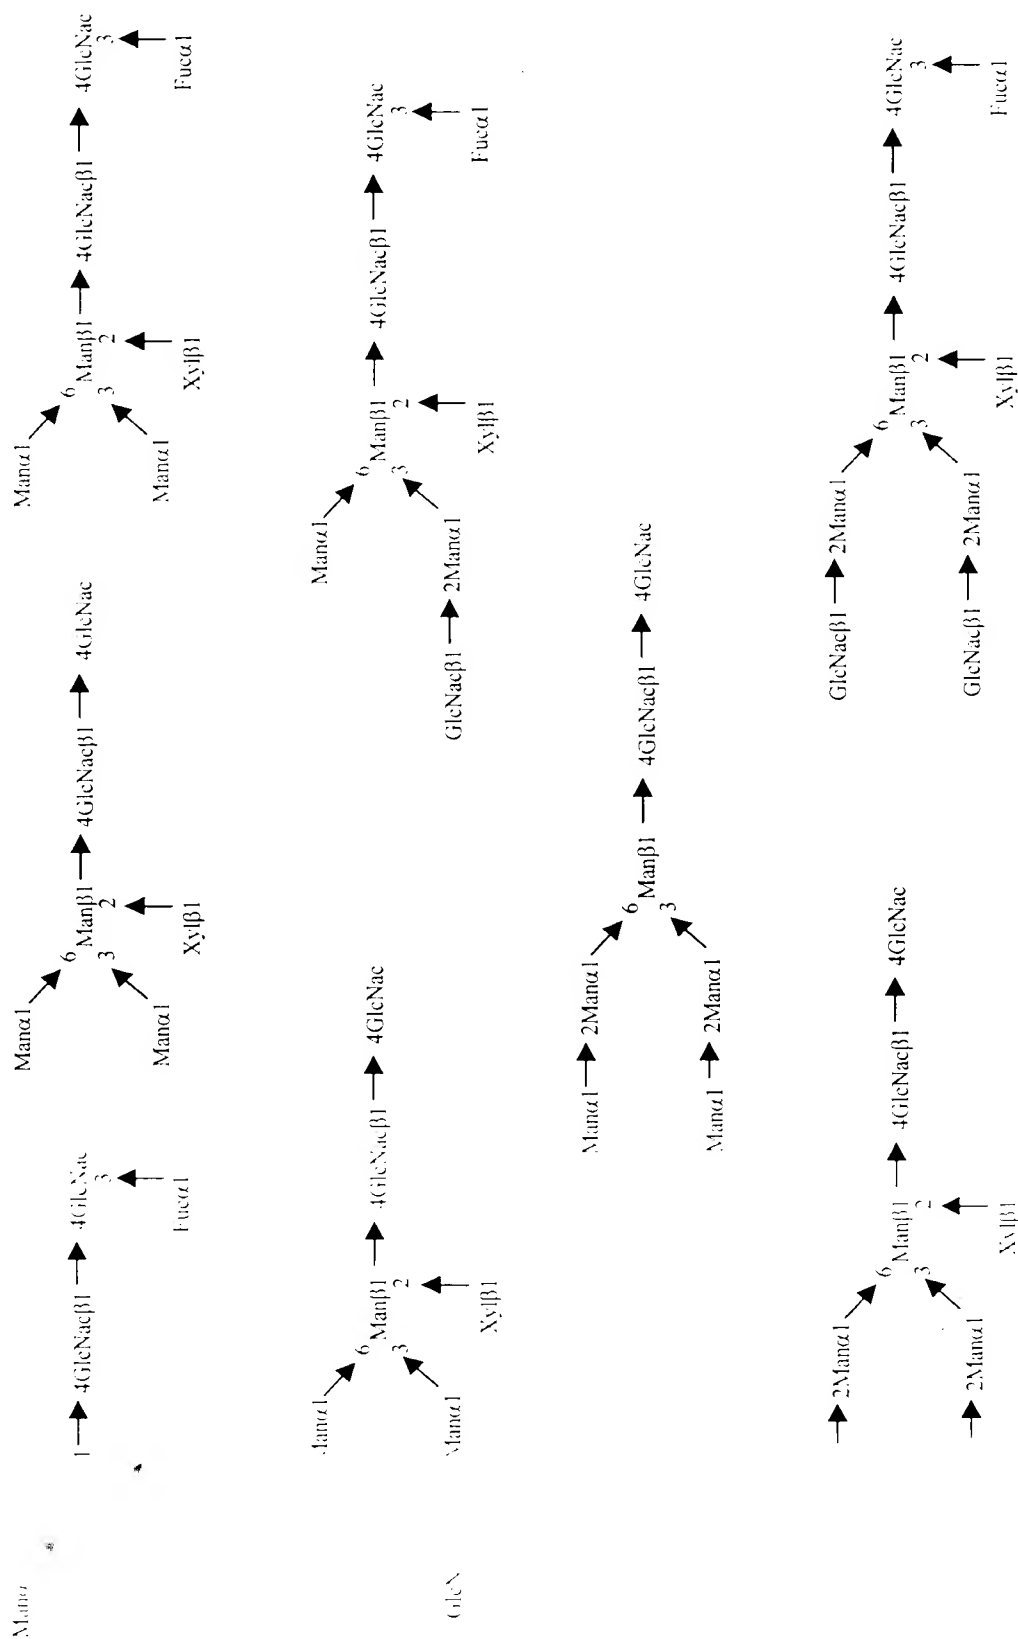 Manα Manα1 Manα1
6 6
1 → 4GlcNacβ1 → 4GlcNac Manβ1 → 4GlcNacβ1 → 4GlcNac Manβ1 → 4GlcNacβ1 → 4GlcNac
3 3 2 3 2 3
Manα1 Manα1
Fucα1 Xylβ1 Xylβ1 Fucα1
Manα1 Manα1
6 6
Manβ1 → 4GlcNacβ1 → 4GlcNac Manβ1 → 4GlcNacβ1 → 4GlcNac
3 2 3 2 3
GlcN Manα1 GlcNacβ1 → 2Manα1
Xylβ1 Xylβ1 Fucα1
Manα1 → 2Manα1
6
Manβ1 → 4GlcNacβ1 → 4GlcNac
3
Manα1 → 2Manα1
→ 2Manα1 GlcNacβ1 → 2Manα1
6 6
Manβ1 → 4GlcNacβ1 → 4GlcNac Manβ1 → 4GlcNacβ1 → 4GlcNac
3 2 3 2 3
→ 2Manα1 GlcNacβ1 → 2Manα1
Xylβ1 Xylβ1 Fucα1